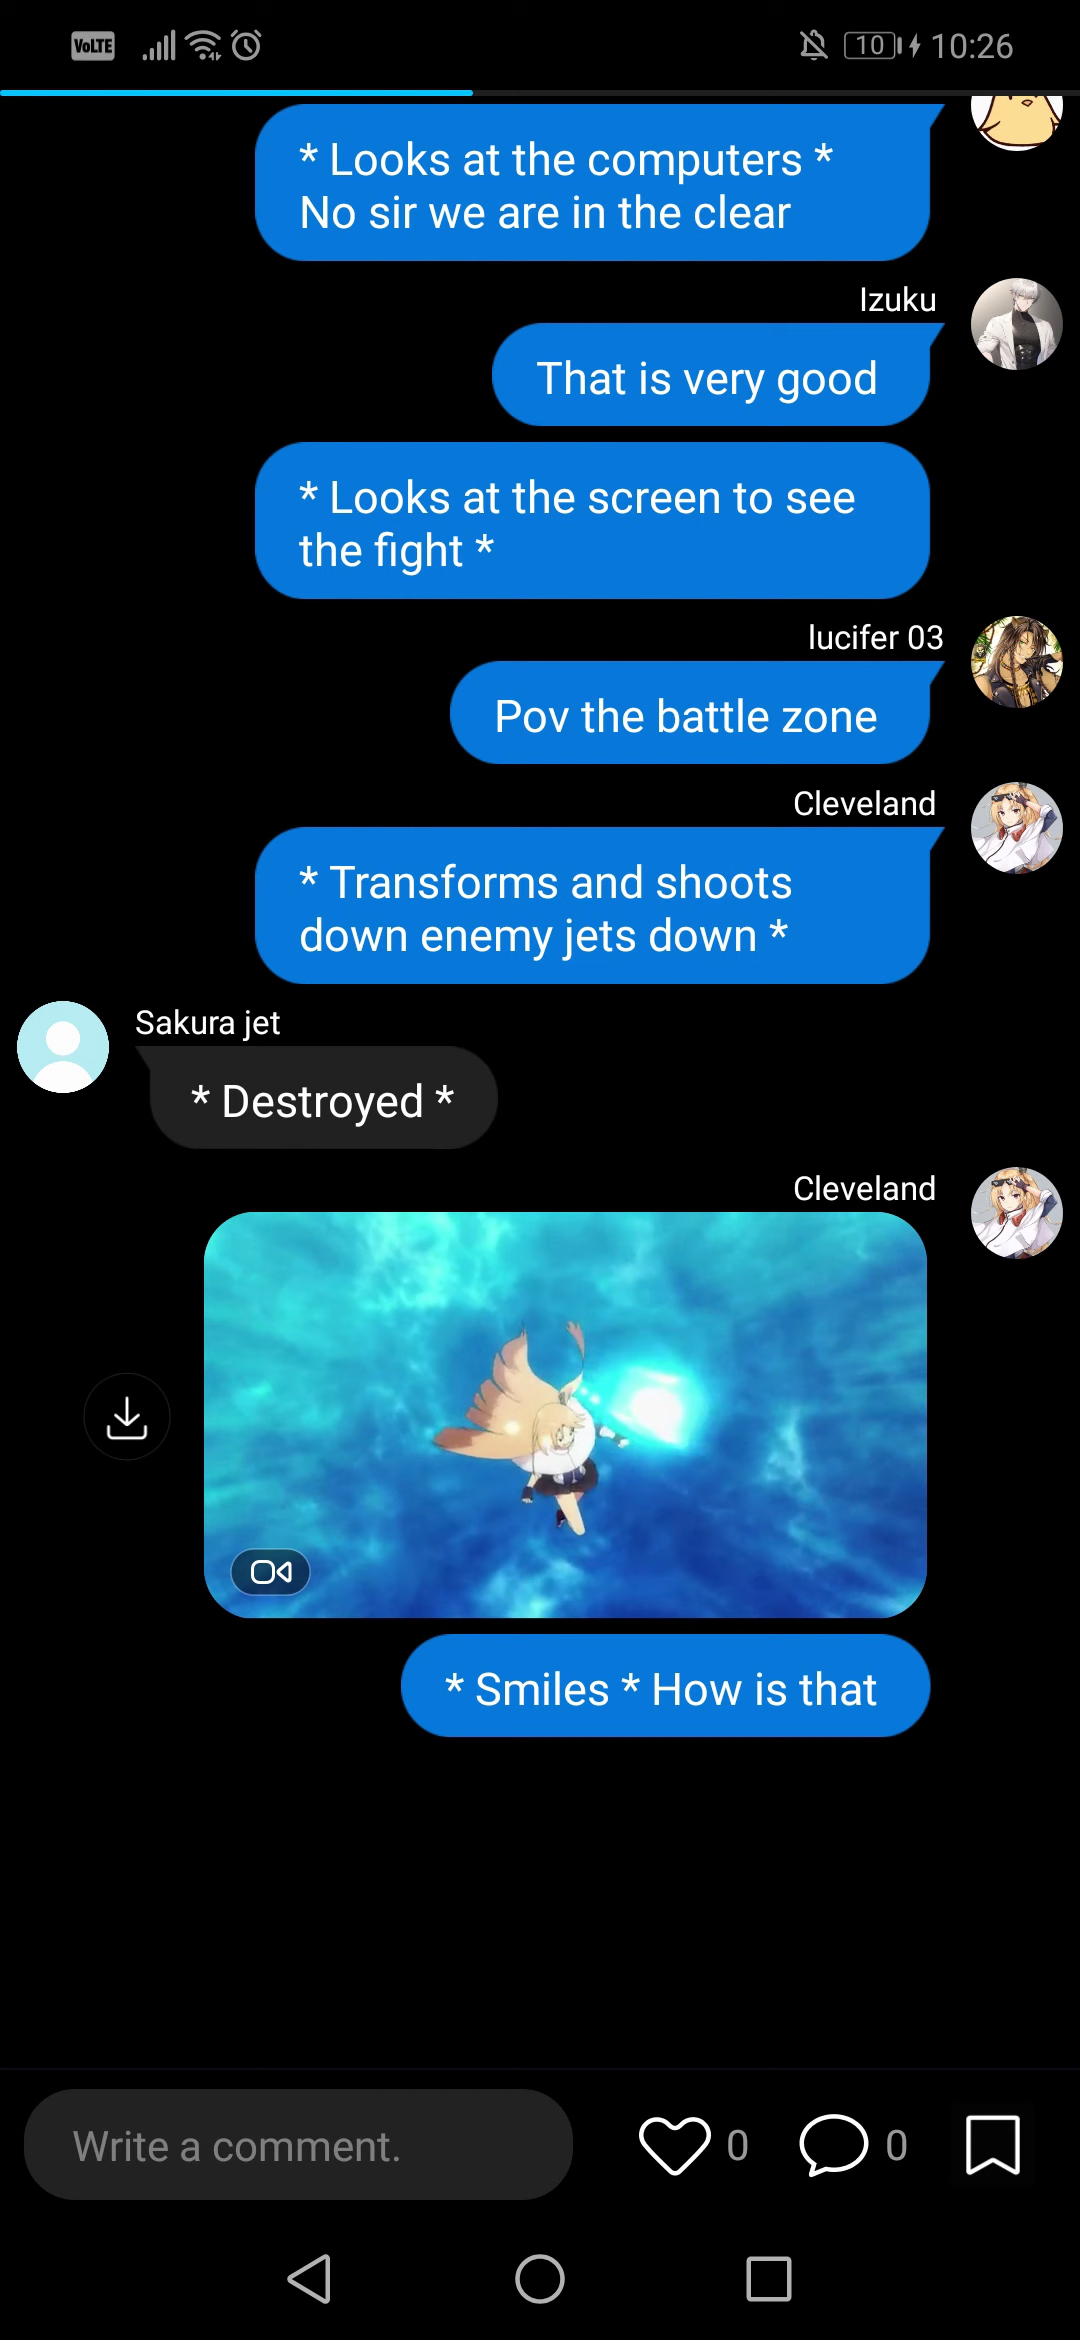 VoLTE
10
10:26
* Looks at the computers *
No sir we are in the clear
Izuku
That is very good
* Looks at the screen to see
the fight *
lucifer 03
Pov the battle zone
Cleveland
* Transforms and shoots
down enemy jets down *
Sakura jet
* Destroyed *
Cleveland
* Smiles * How is that
Write a comment.
0
0